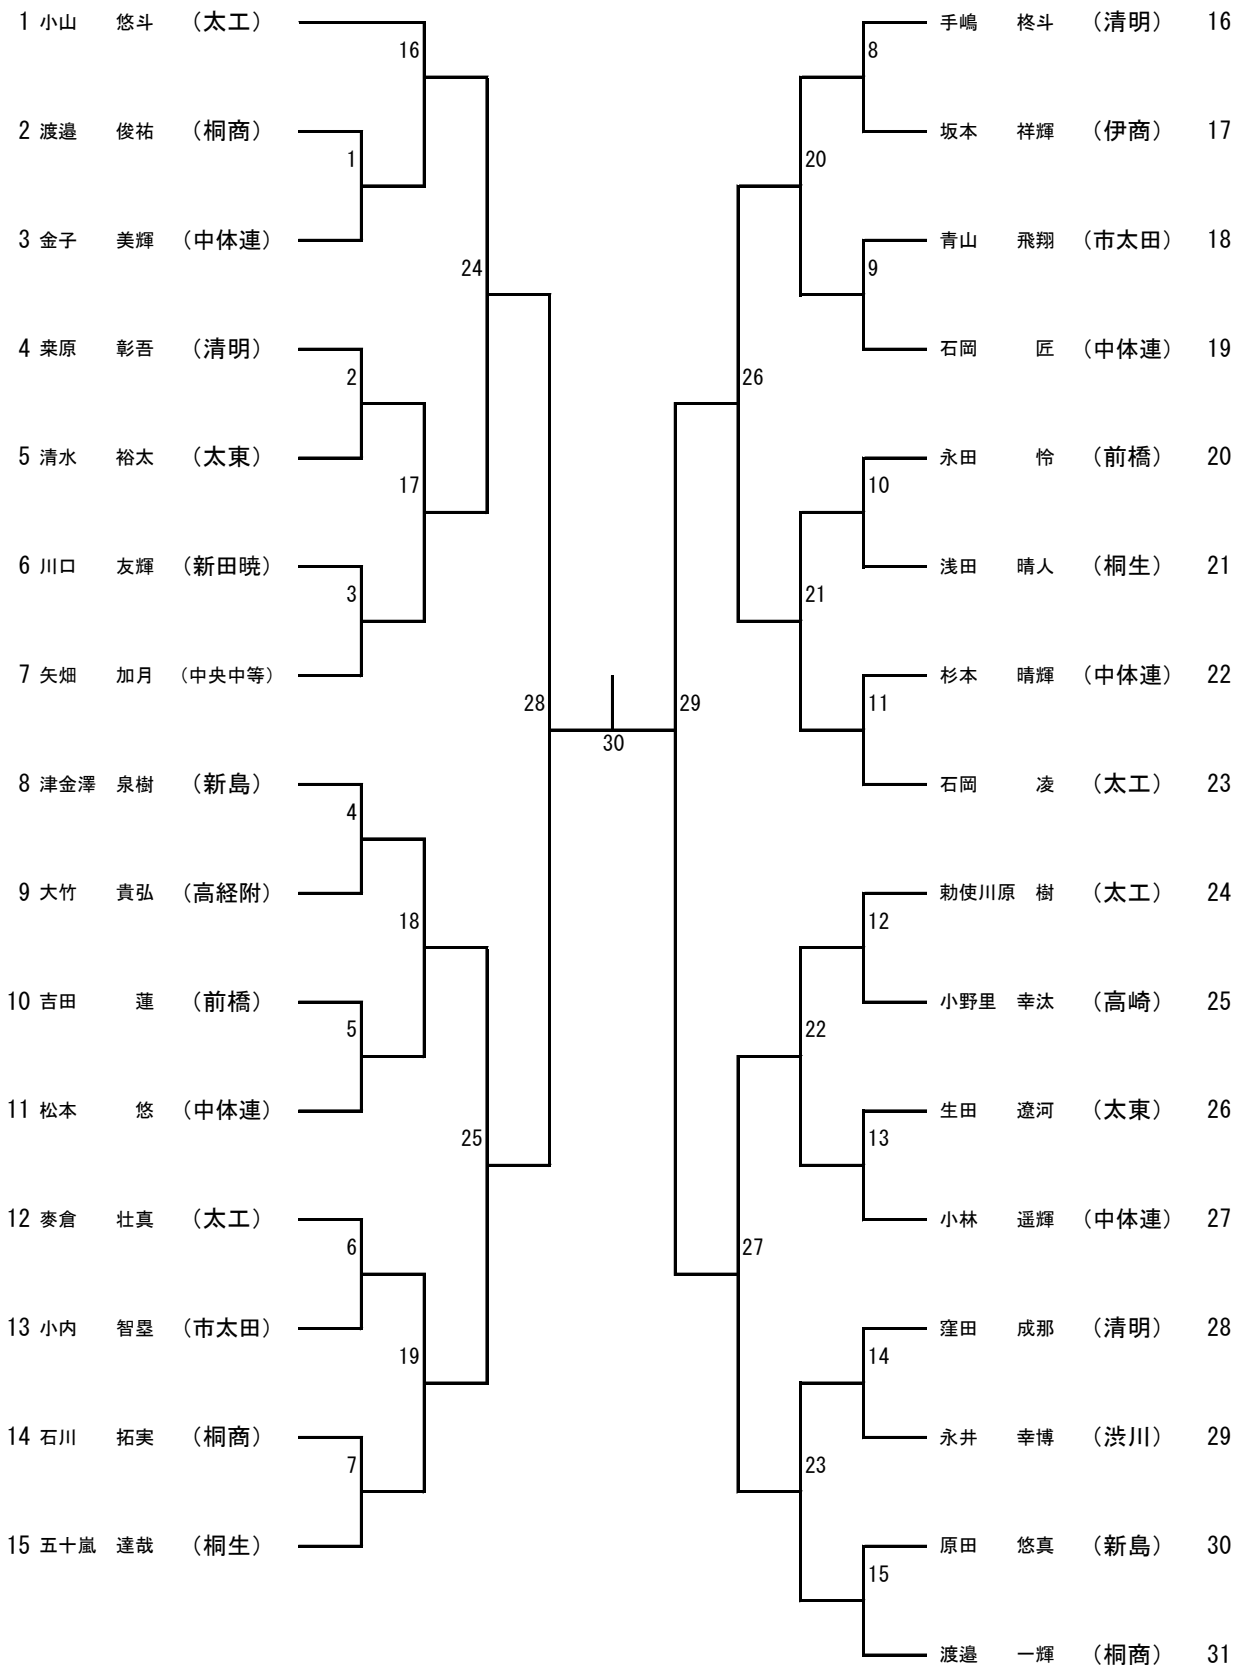 1 小山 悠斗 （太工）
2 渡邉 俊祐 （桐商）
3 金子 美輝 （中体連）
4 桒原 彰吾 （清明）
5 清水 裕太 （太東）
6 川口 友輝 （新田暁）
7 矢畑 加月 （中央中等）
8 津金澤 泉樹 （新島）
9 大竹 貴弘 （高経附）
10 吉田 蓮 （前橋）
11 松本 悠 （中体連）
12 麥倉 壮真 （太工）
13 小内 智塁 （市太田）
14 石川 拓実 （桐商）
15 五十嵐 達哉 （桐生）
1
2
3
4
5
6
7
16
17
18
19
24
25
28
30
29
26
27
20
21
22
23
8
9
10
11
12
13
14
15
手嶋 柊斗 （清明） 16
坂本 祥輝 （伊商） 17
青山 飛翔 （市太田） 18
石岡 匠 （中体連） 19
永田 怜 （前橋） 20
浅田 晴人 （桐生） 21
杉本 晴輝 （中体連） 22
石岡 凌 （太工） 23
勅使川原 樹 （太工） 24
小野里 幸汰 （高崎） 25
生田 遼河 （太東） 26
小林 遥輝 （中体連） 27
窪田 成那 （清明） 28
永井 幸博 （渋川） 29
原田 悠真 （新島） 30
渡邉 一輝 （桐商） 31